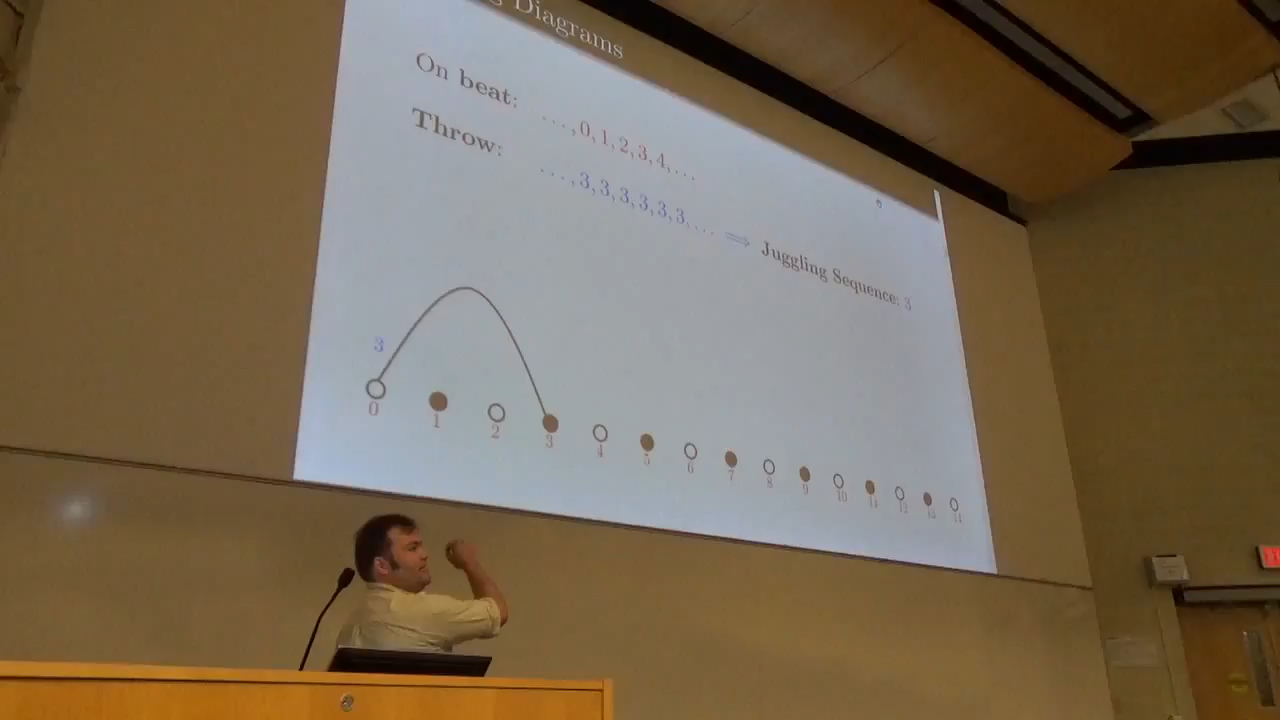 g Diagrams
On beat: ...,0,1,2,3,4,...
Throw: ...,3,3,3,3,3,3,... ⟹ Juggling Sequence: 3
3
0 1 2 3 4 5 6 7 8 9 10 11 12 13 14